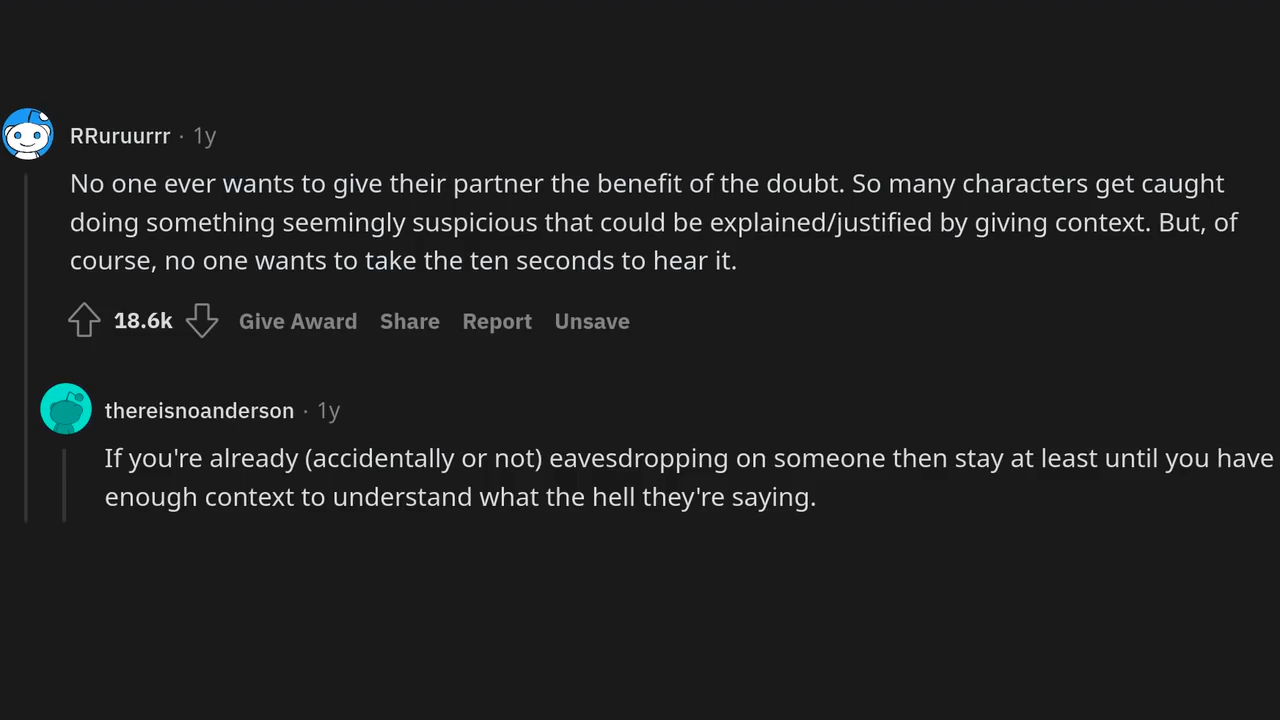 RRuruurrr · 1y
No one ever wants to give their partner the benefit of the doubt. So many characters get caught
doing something seemingly suspicious that could be explained/justified by giving context. But, of
course, no one wants to take the ten seconds to hear it.
18.6k Give Award Share Report Unsave
thereisnoanderson · 1y
If you're already (accidentally or not) eavesdropping on someone then stay at least until you have
enough context to understand what the hell they're saying.